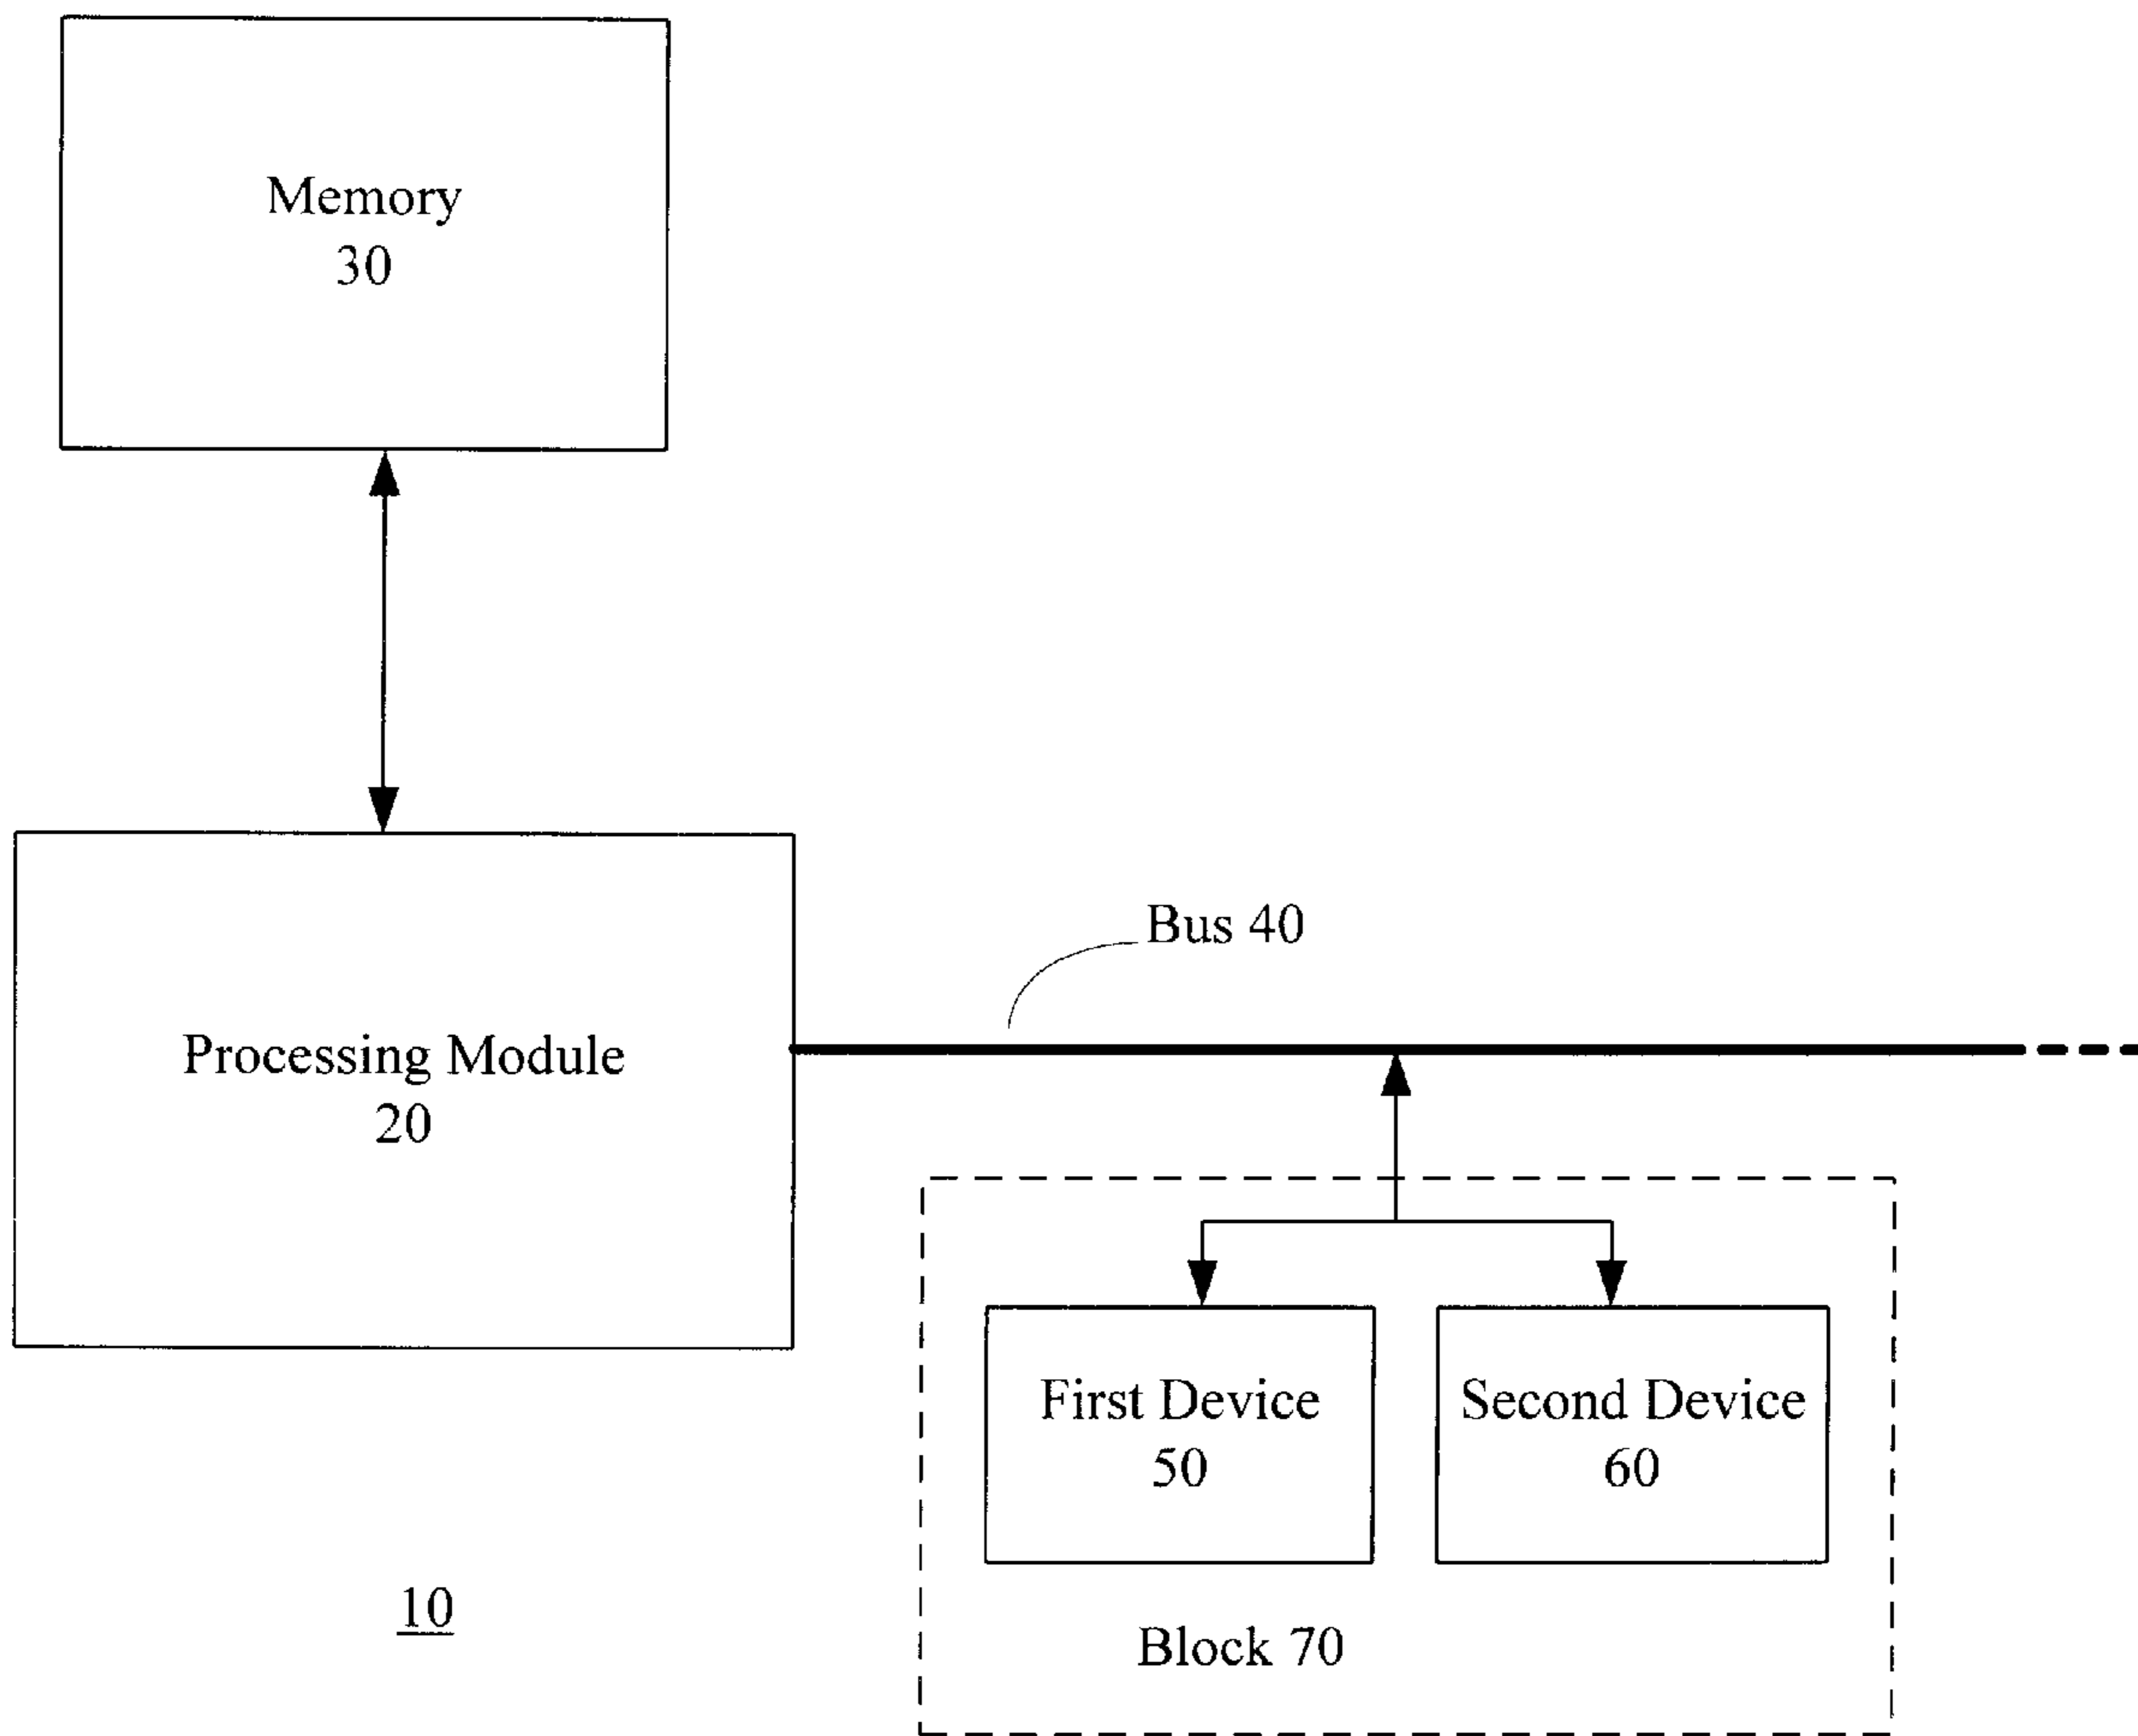 Memory
30
Bus 40
Processing Module
20
First Device
50
Second Device
60
10
Block 70